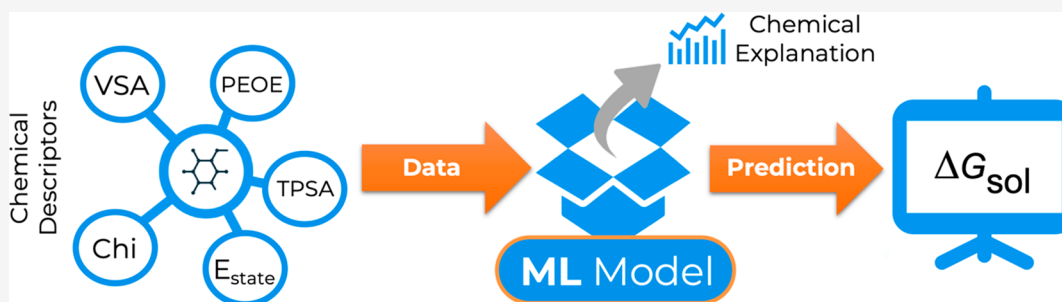 Chemical
Descriptors
VSA
PEOE
TPSA
Chi
Estate
Data
Chemical
Explanation
ML Model
Prediction
ΔGsol